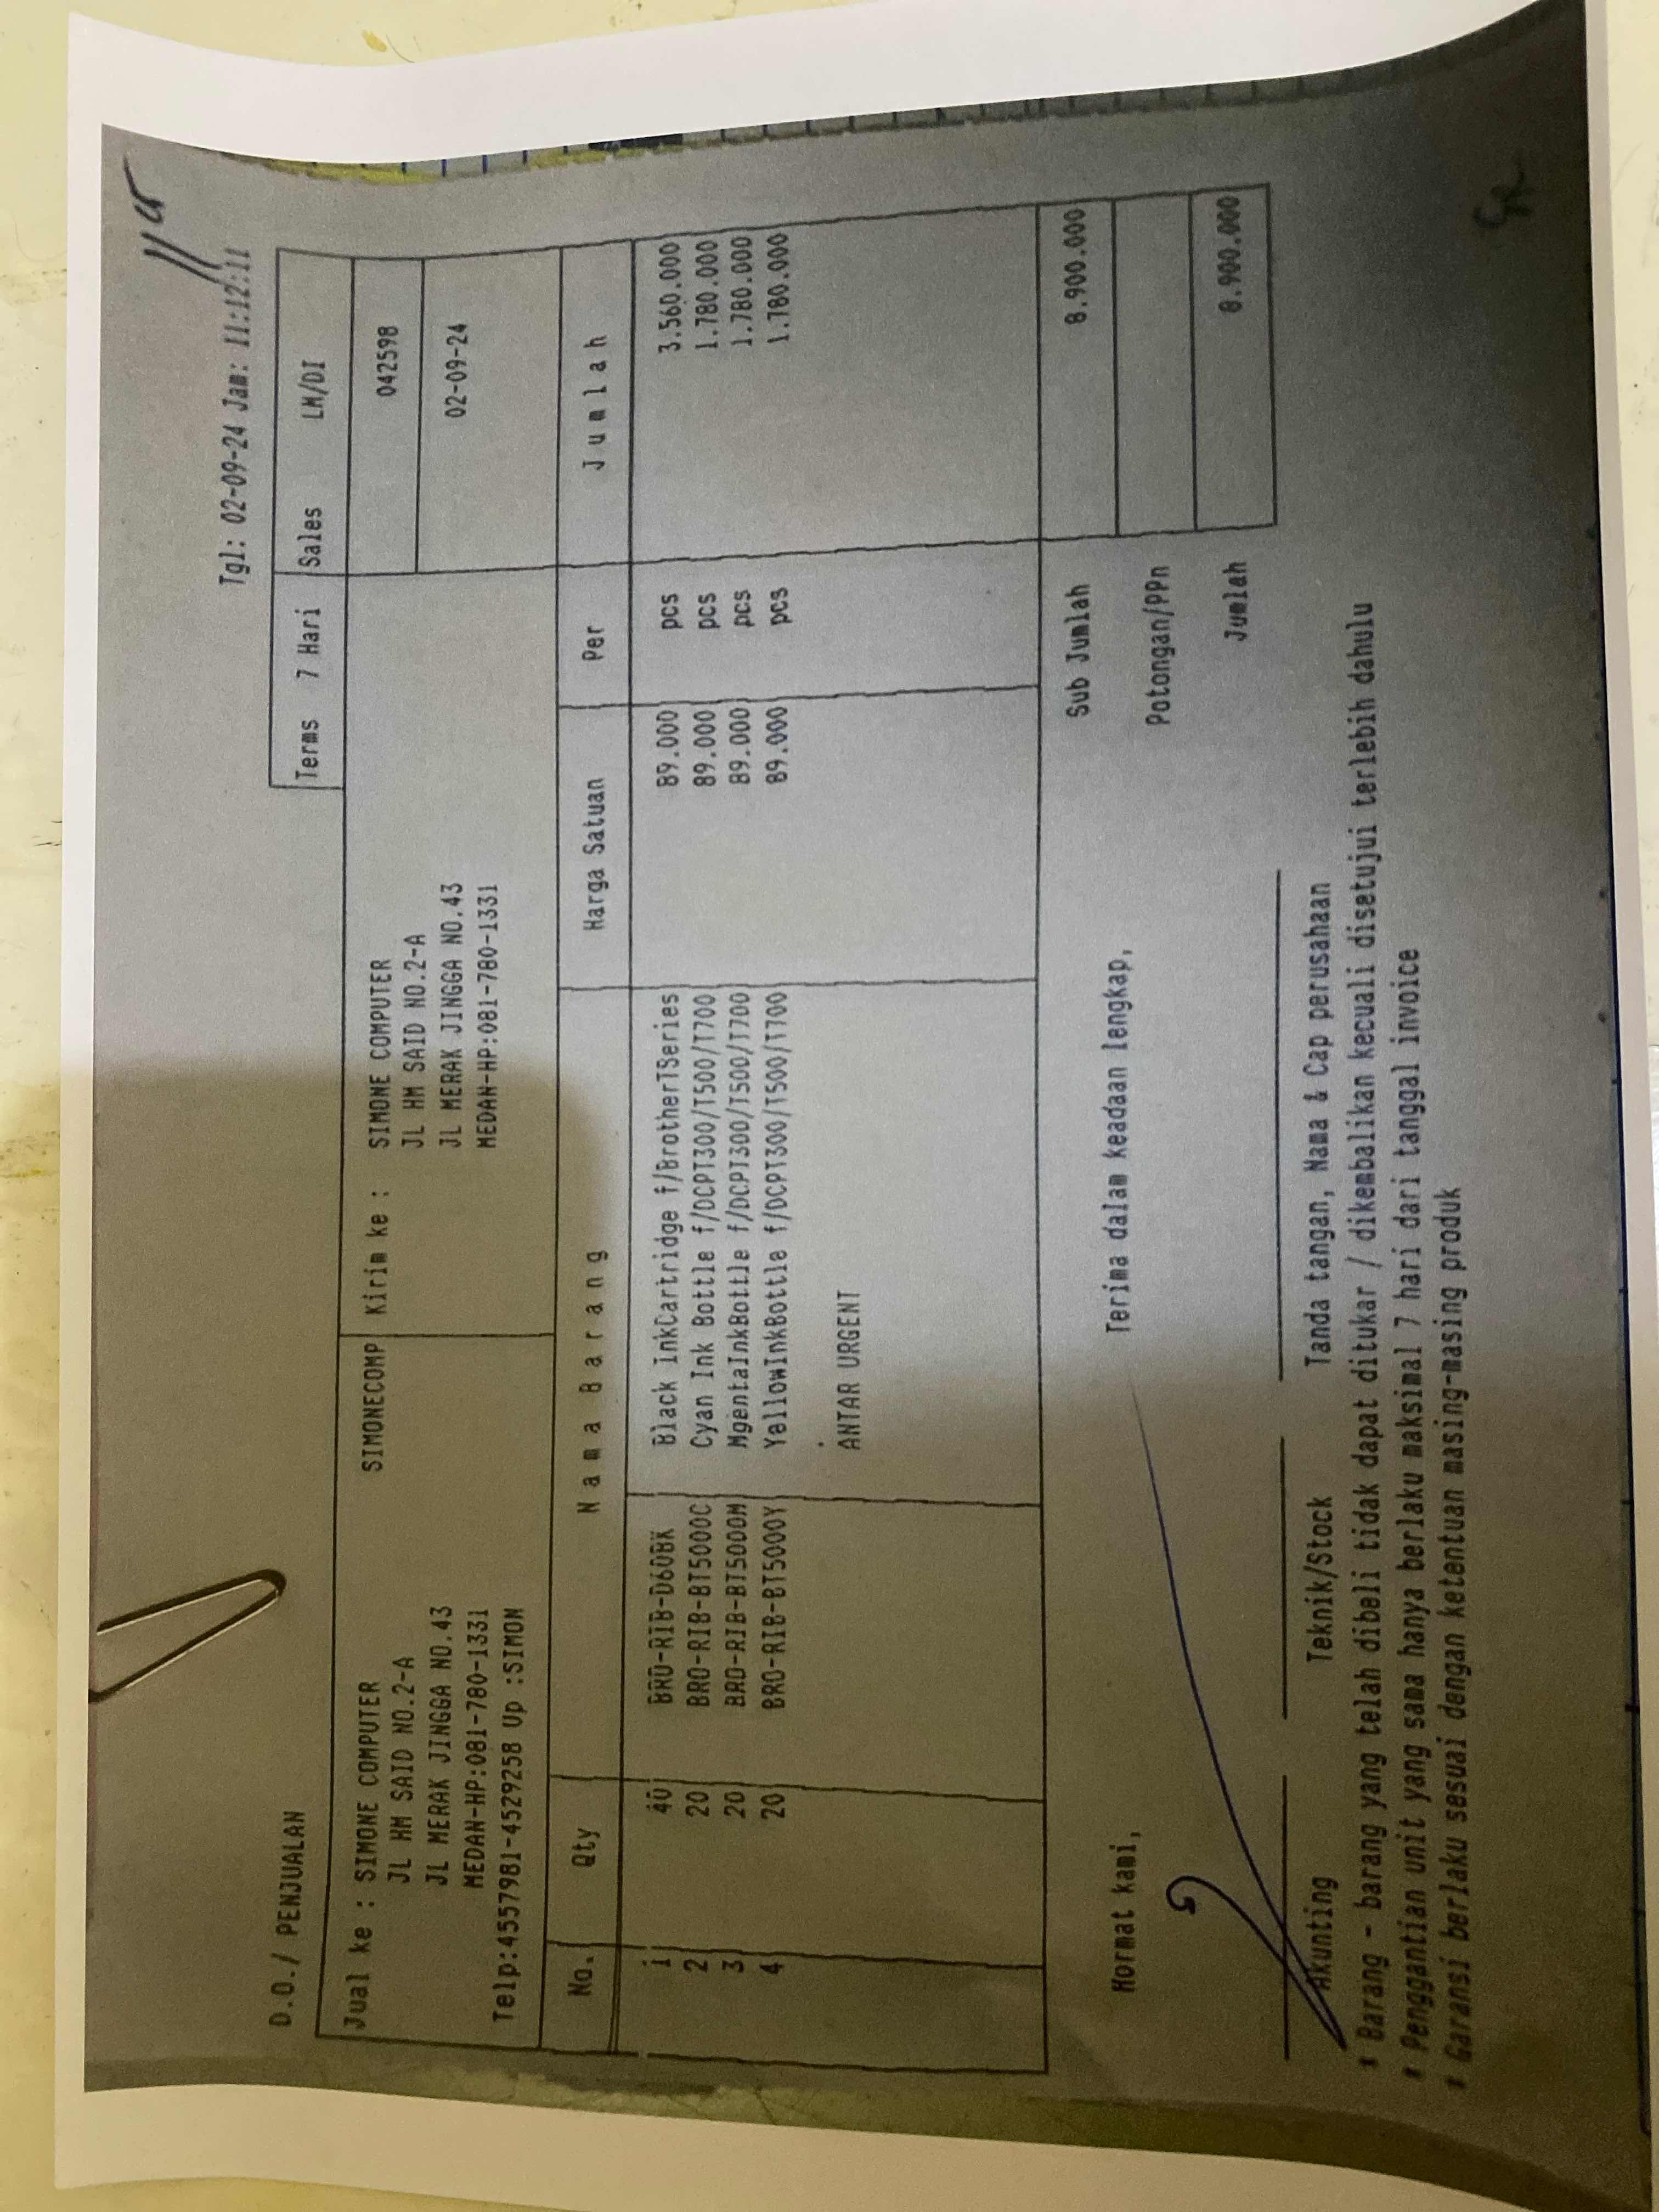 Tgl: 02-09-24 Jam: 11:12:11
D.O./ PENJUALAN
Terms 7 Hari Sales LM/DI
Jual ke : SIMONE COMPUTER SIMONECOMP Kirim ke : SIMONE COMPUTER 042598
JL HM SAID NO.2-A JL HM SAID NO.2-A
JL MERAK JINGGA NO.43 JL MERAK JINGGA NO.43 02-09-24
MEDAN-HP:081-780-1331 MEDAN-HP:081-780-1331
Telp:4557981-4529258 Up :SIMON
No. Qty N a m a B a r a n g Harga Satuan Per J u m l a h
1 40 BRO-RIB-D60BK Black InkCartridge f/BrotherTSeries 89.000 pcs 3.560.000
2 20 BRO-RIB-BT5000C Cyan Ink Bottle f/DCPT300/T500/T700 89.000 pcs 1.780.000
3 20 BRO-RIB-BT5000M MgentaInkBottle f/DCPT300/T500/T700 89.000 pcs 1.780.000
4 20 BRO-RIB-BT5000Y YellowInkBottle f/DCPT300/T500/T700 89.000 pcs 1.780.000
.
ANTAR URGENT
Sub Jumlah 8.900.000
Hormat kami, Terima dalam keadaan lengkap,
Potongan/PPn
Jumlah 8.900.000
Akunting Teknik/Stock Tanda tangan, Nama & Cap perusahaan
* Barang - barang yang telah dibeli tidak dapat ditukar / dikembalikan kecuali disetujui terlebih dahulu
* Penggantian unit yang sama hanya berlaku maksimal 7 hari dari tanggal invoice
* Garansi berlaku sesuai dengan ketentuan masing-masing produk